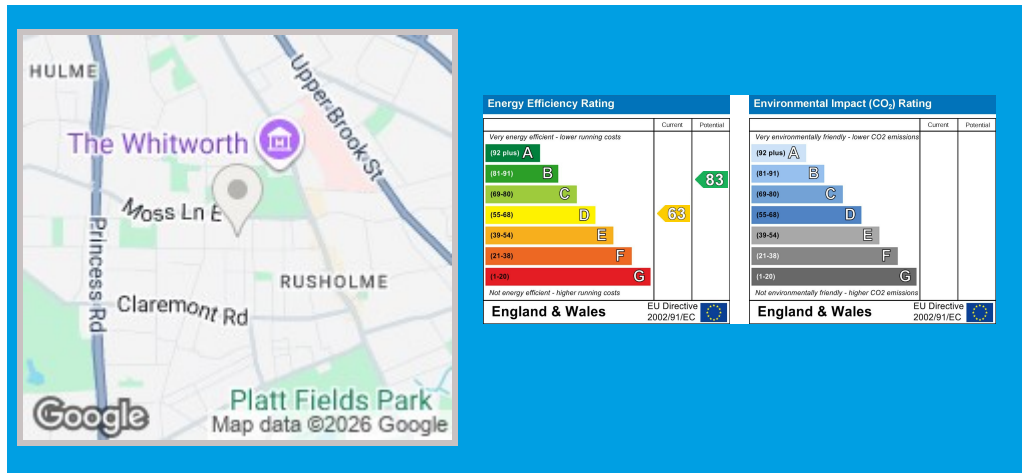 HULME
Upper Brook St
The Whitworth
Moss Ln E
Princess Rd
RUSHOLME
Claremont Rd
Platt Fields Park
Google
Map data ©2026 Google
Energy Efficiency Rating
Current
Potential
Very energy efficient - lower running costs
(92 plus) A
(81-91) B
83
(69-80) C
(55-68) D
63
(39-54) E
(21-38) F
(1-20) G
Not energy efficient - higher running costs
England & Wales
EU Directive
2002/91/EC
Environmental Impact (CO2) Rating
Current
Potential
Very environmentally friendly - lower CO2 emissions
(92 plus) A
(81-91) B
(69-80) C
(55-68) D
(39-54) E
(21-38) F
(1-20) G
Not environmentally friendly - higher CO2 emissions
England & Wales
EU Directive
2002/91/EC